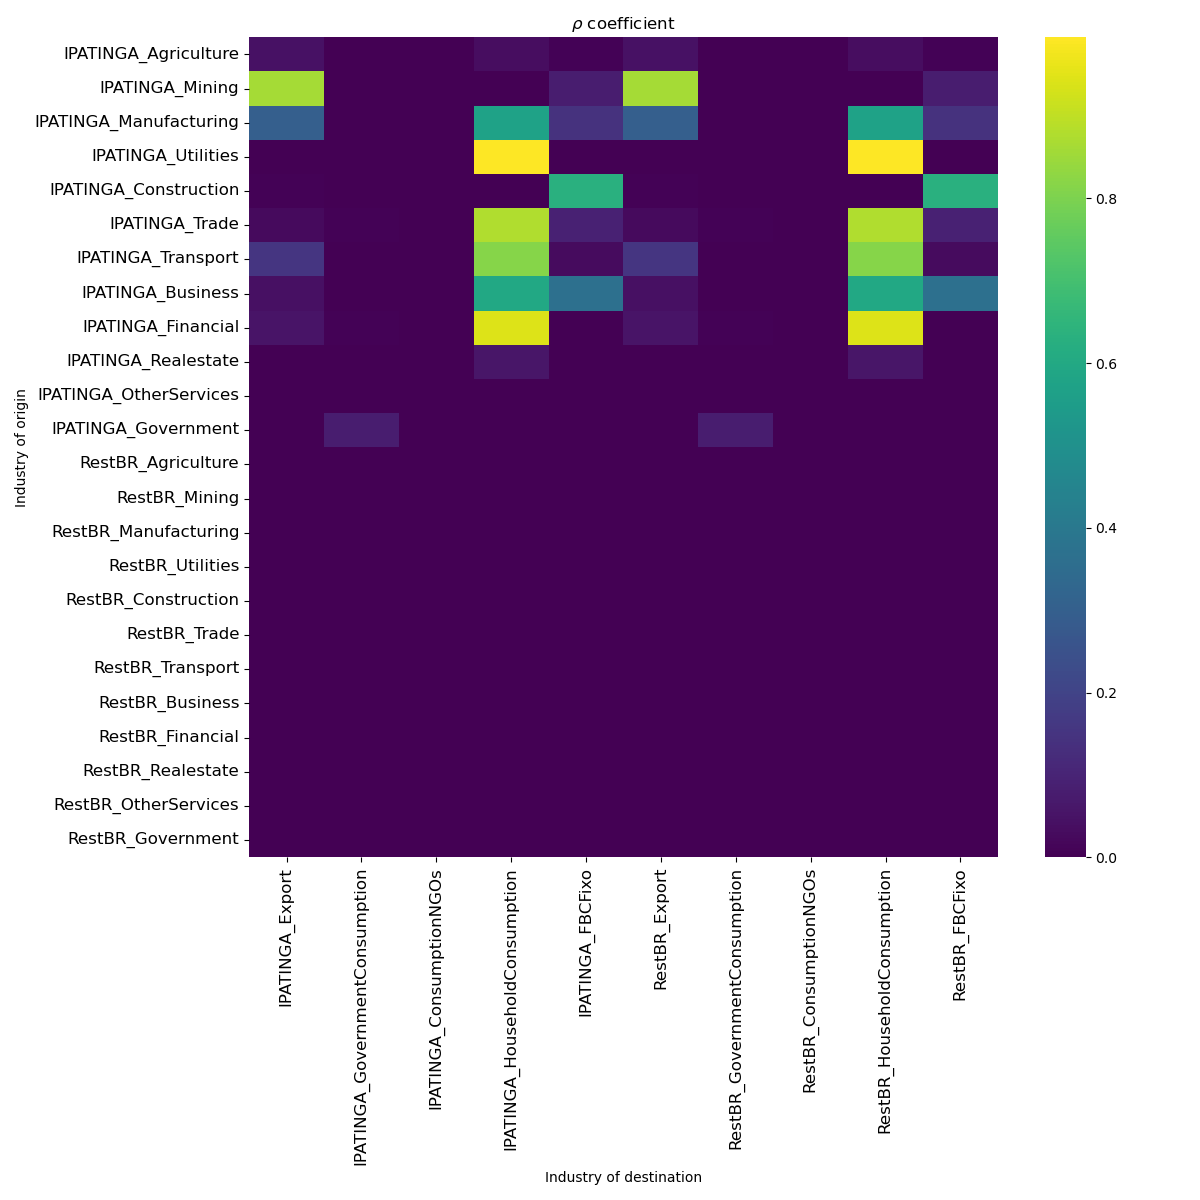 ρ coefficient
Industry of origin
IPATINGA_Agriculture
IPATINGA_Mining
IPATINGA_Manufacturing
IPATINGA_Utilities
IPATINGA_Construction
IPATINGA_Trade
IPATINGA_Transport
IPATINGA_Business
IPATINGA_Financial
IPATINGA_Realestate
IPATINGA_OtherServices
IPATINGA_Government
RestBR_Agriculture
RestBR_Mining
RestBR_Manufacturing
RestBR_Utilities
RestBR_Construction
RestBR_Trade
RestBR_Transport
RestBR_Business
RestBR_Financial
RestBR_Realestate
RestBR_OtherServices
RestBR_Government
IPATINGA_Export
IPATINGA_GovernmentConsumption
IPATINGA_ConsumptionNGOs
IPATINGA_HouseholdConsumption
IPATINGA_FBCFixo
RestBR_Export
RestBR_GovernmentConsumption
RestBR_ConsumptionNGOs
RestBR_HouseholdConsumption
RestBR_FBCFixo
Industry of destination
0.8
0.6
0.4
0.2
0.0